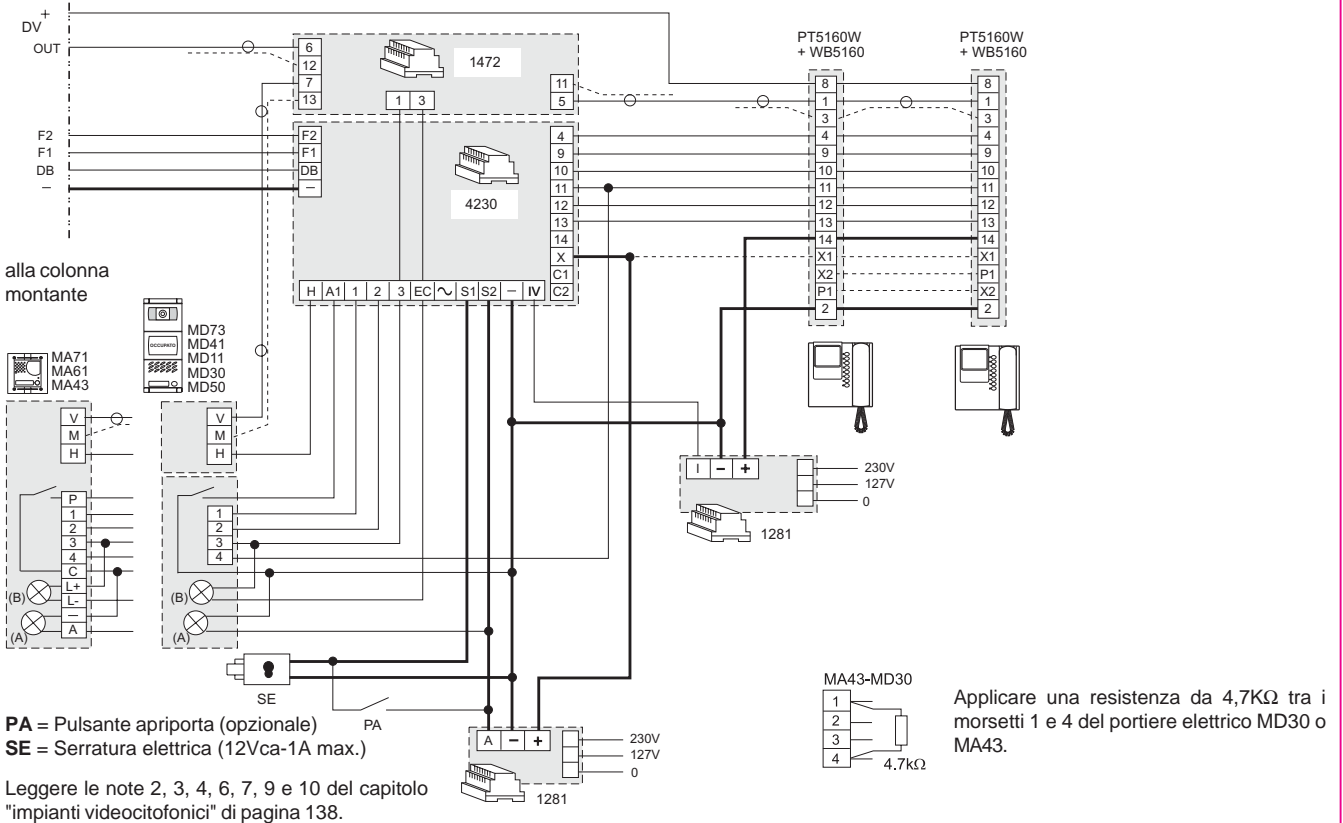 +
DV
OUT
F2
F1
DB
—
alla colonna
montante
6
12
7
13
1 3
1472
11
5
F2
F1
DB
—
4230
4
9
10
11
12
13
14
X
C1
C2
H A1 1 2 3 EC ~ S1 S2 — IV
PT5160W
+ WB5160
8
1
3
4
9
10
11
12
13
14
X1
X2
P1
2
PT5160W
+ WB5160
8
1
3
4
9
10
11
12
13
14
X1
P1
X2
2
MA71
MA61
MA43
V
M
H
P
1
2
3
4
C
L+
L-
—
A
(B)
(A)
OCCUPATO
MD73
MD41
MD11
MD30
MD50
V
M
H
1
2
3
4
(B)
(A)
I – +
230V
127V
0
1281
SE
PA
A – +
230V
127V
0
1281
PA = Pulsante apriporta (opzionale)
SE = Serratura elettrica (12Vca-1A max.)
Leggere le note 2, 3, 4, 6, 7, 9 e 10 del capitolo
"impianti videocitofonici" di pagina 138.
MA43-MD30
1
2
3
4
4.7kΩ
Applicare una resistenza da 4,7KΩ tra i
morsetti 1 e 4 del portiere elettrico MD30 o
MA43.